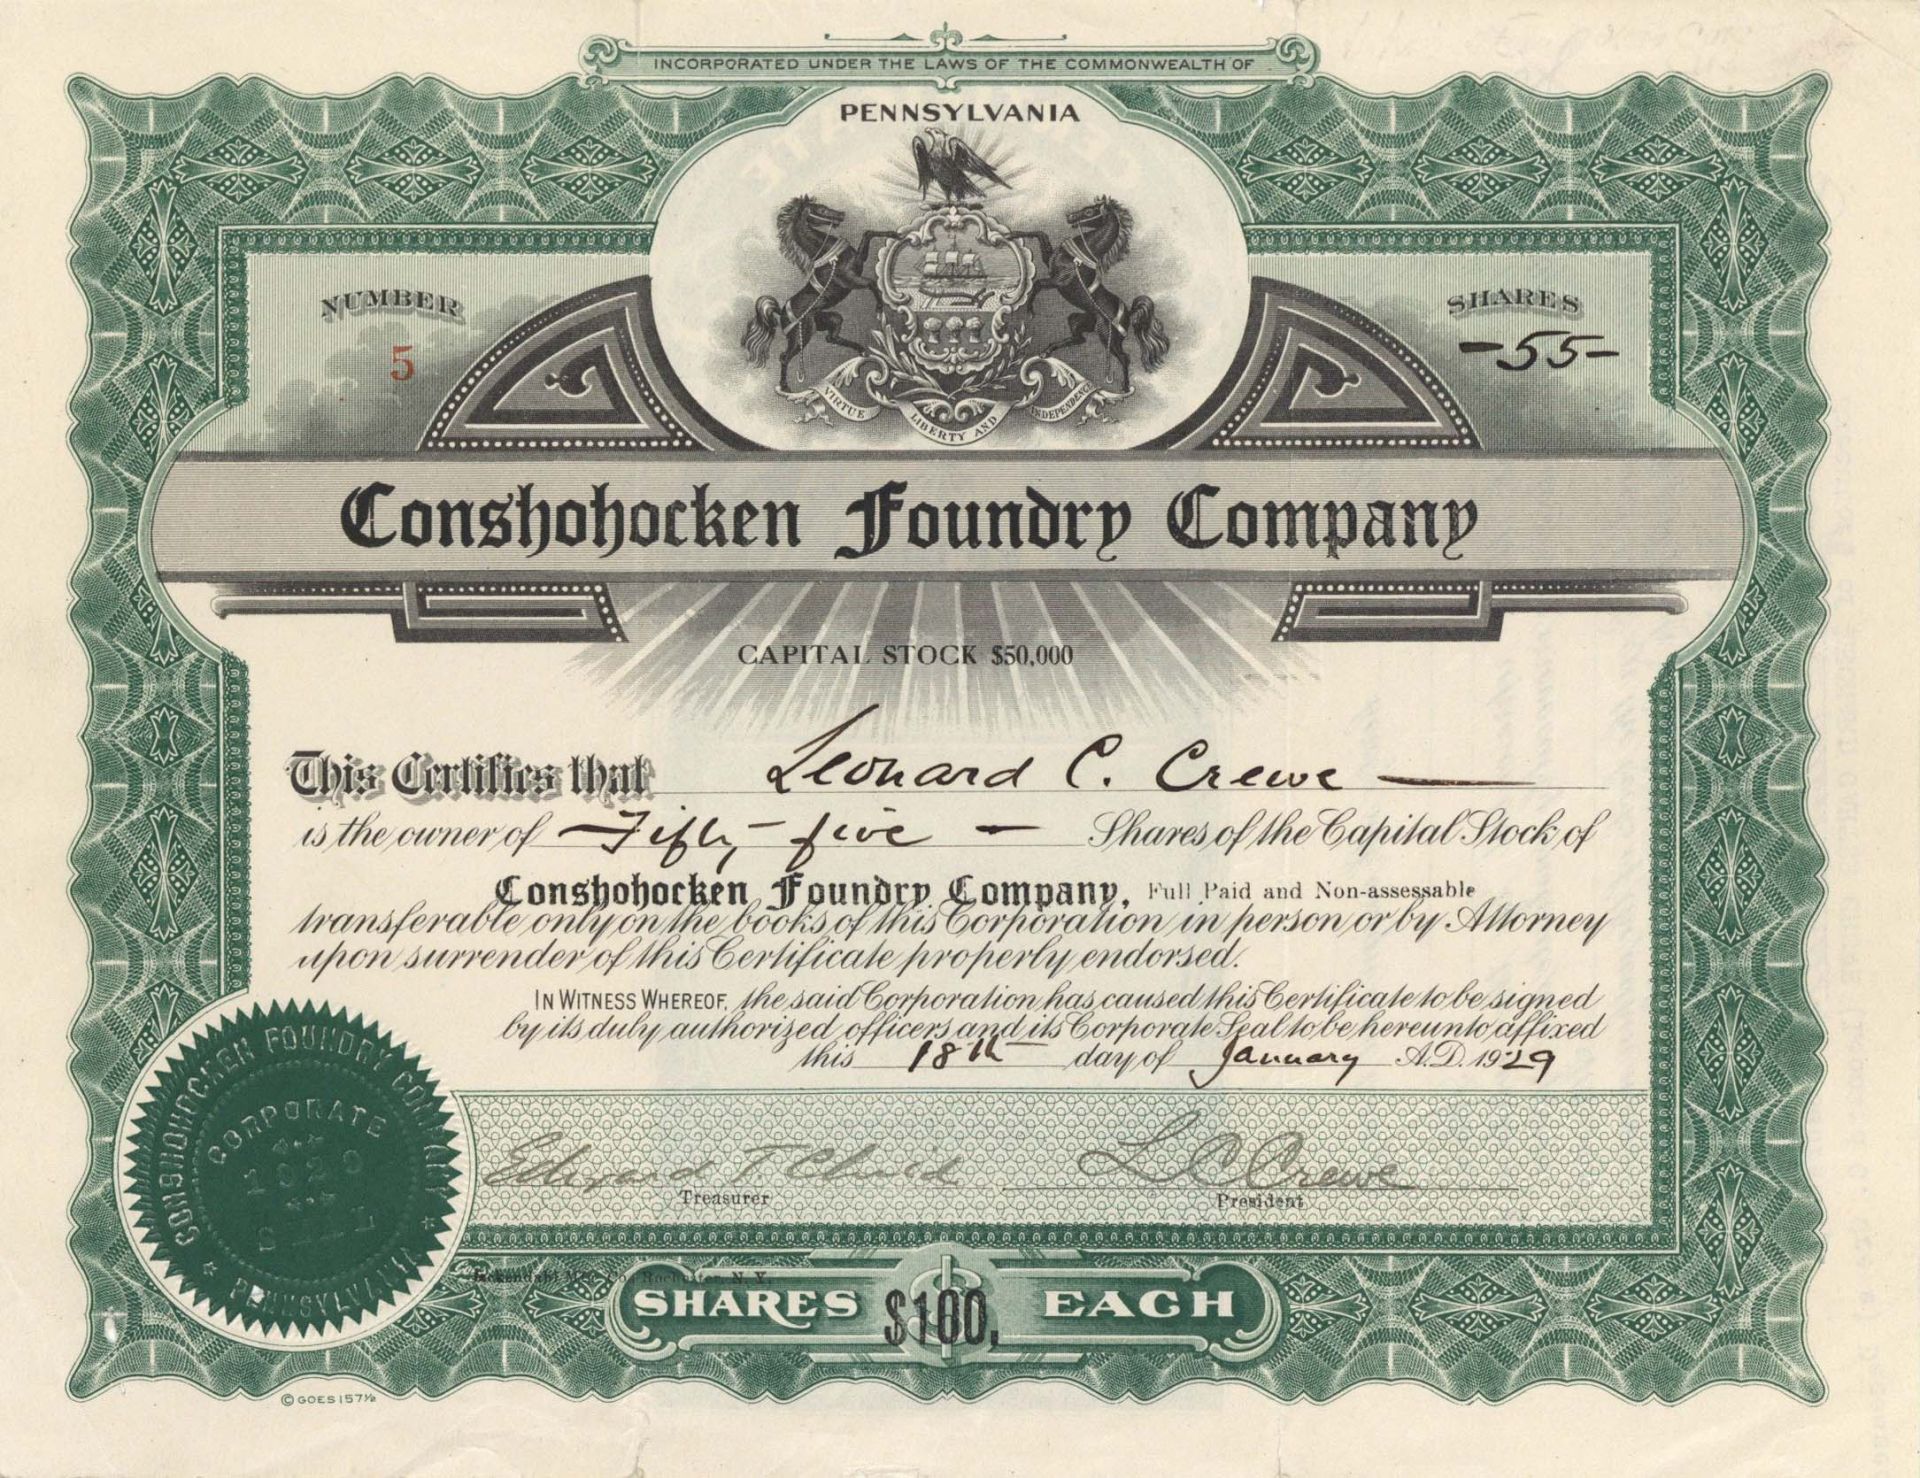 INCORPORATED UNDER THE LAWS OF THE COMMONWEALTH OF
PENNSYLVANIA
NUMBER
5
SHARES
-55-
VIRTUE
LIBERTY AND
INDEPENDENCE
Conshohocken Foundry Company
CAPITAL STOCK $50,000
This Certifies that Leonard C. Crewe
is the owner of Fifty-five Shares of the Capital Stock of
Conshohocken Foundry Company, Full Paid and Non-assessable
transferable only on the books of this Corporation in person or by Attorney
upon surrender of this Certificate properly endorsed.
IN WITNESS WHEREOF, the said Corporation has caused this Certificate to be signed
by its duly authorized officers and its Corporate Seal to be hereunto affixed
this 18th day of January A.D. 1929
CONSHOHOCKEN FOUNDRY COMPANY
CORPORATE
PENNSYLVANIA
Edward T.
Treasurer
L C Crewe
President
Mfg. Co., Rochester, N. Y.
SHARES $100. EACH
© GOES 157½